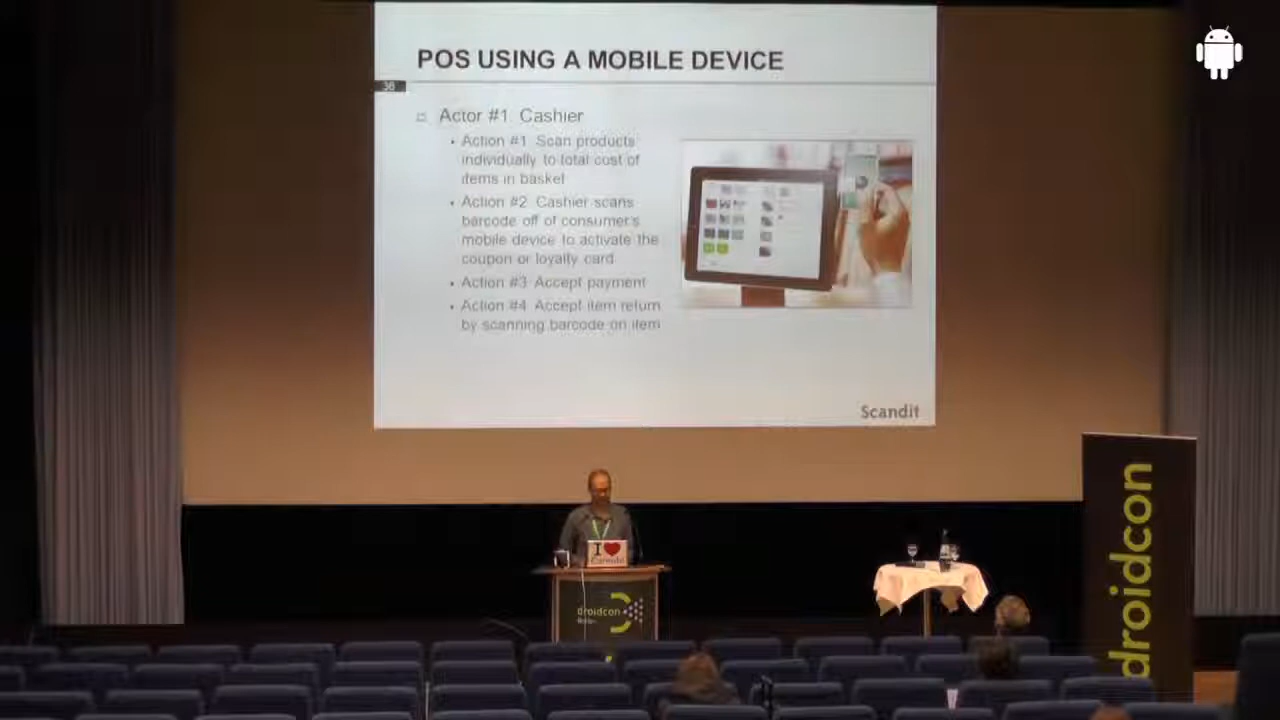 POS USING A MOBILE DEVICE
36
Actor #1 Cashier
Action #1 Scan products
individually to total cost of
items in basket
Action #2 Cashier scans
barcode off of consumer's
mobile device to activate the
coupon or loyalty card
Action #3 Accept payment
Action #4 Accept item return
by scanning barcode on item
Scandit
I
droidcon
droidcon